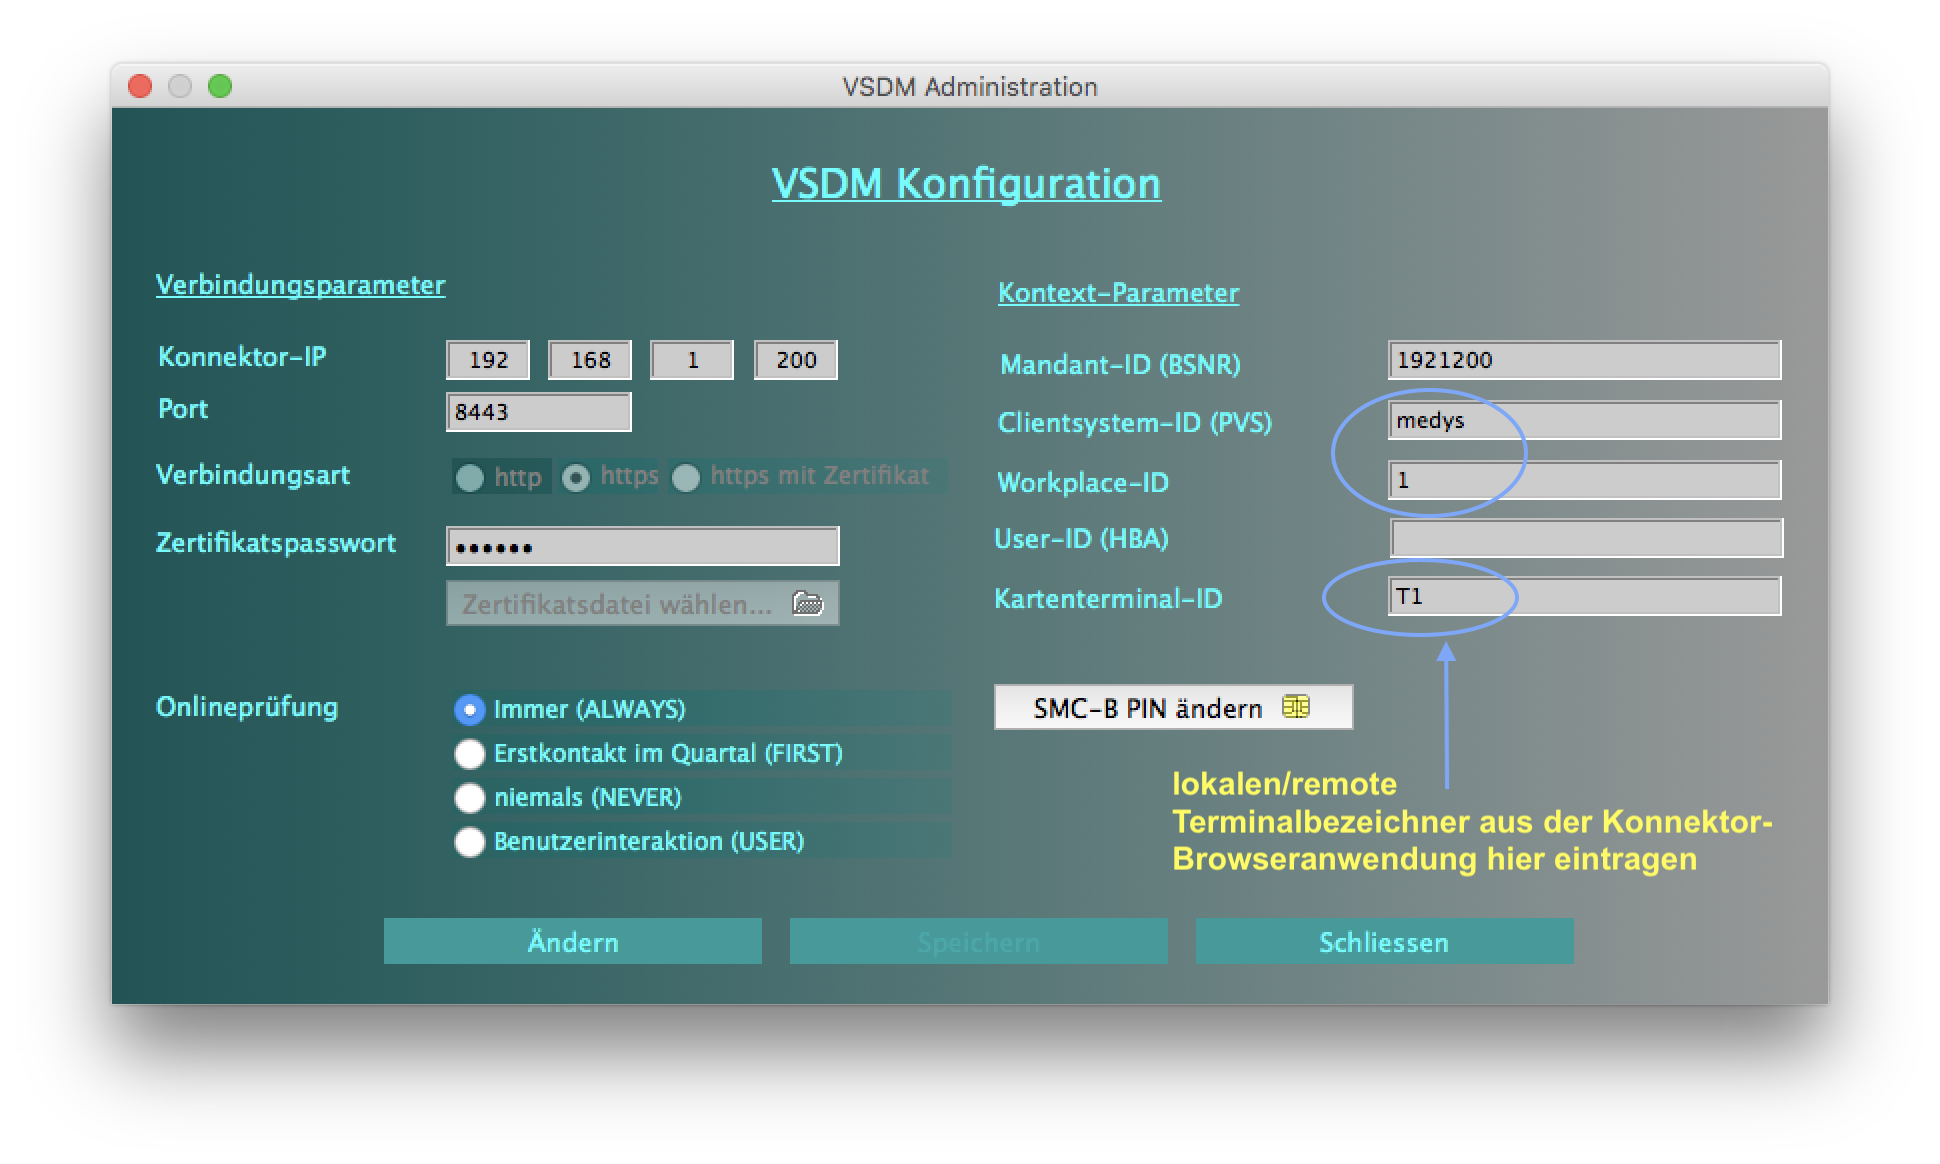 VSDM Administration
VSDM Konfiguration
Verbindungsparameter
Konnektor-IP 192 168 1 200
Port 8443
Verbindungsart http https https mit Zertifikat
Zertifikatspasswort ••••••
Zertifikatsdatei wählen...
Onlineprüfung Immer (ALWAYS)
Erstkontakt im Quartal (FIRST)
niemals (NEVER)
Benutzerinteraktion (USER)
Kontext-Parameter
Mandant-ID (BSNR) 1921200
Clientsystem-ID (PVS) medys
Workplace-ID 1
User-ID (HBA)
Kartenterminal-ID T1
SMC-B PIN ändern
lokalen/remote
Terminalbezeichner aus der Konnektor-
Browseranwendung hier eintragen
Ändern Speichern Schliessen